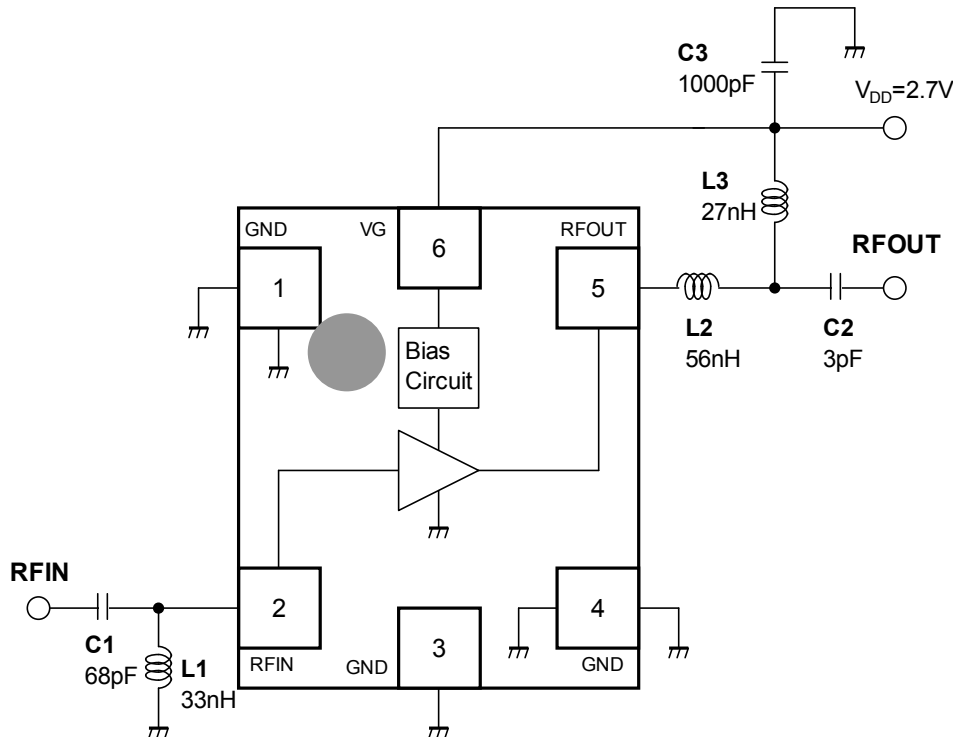 C3
1000pF
VDD=2.7V
L3
27nH
RFOUT
GND
VG
RFOUT
6
1
5
L2
56nH
C2
3pF
Bias
Circuit
RFIN
2
3
4
C1
68pF
L1
33nH
RFIN
GND
GND